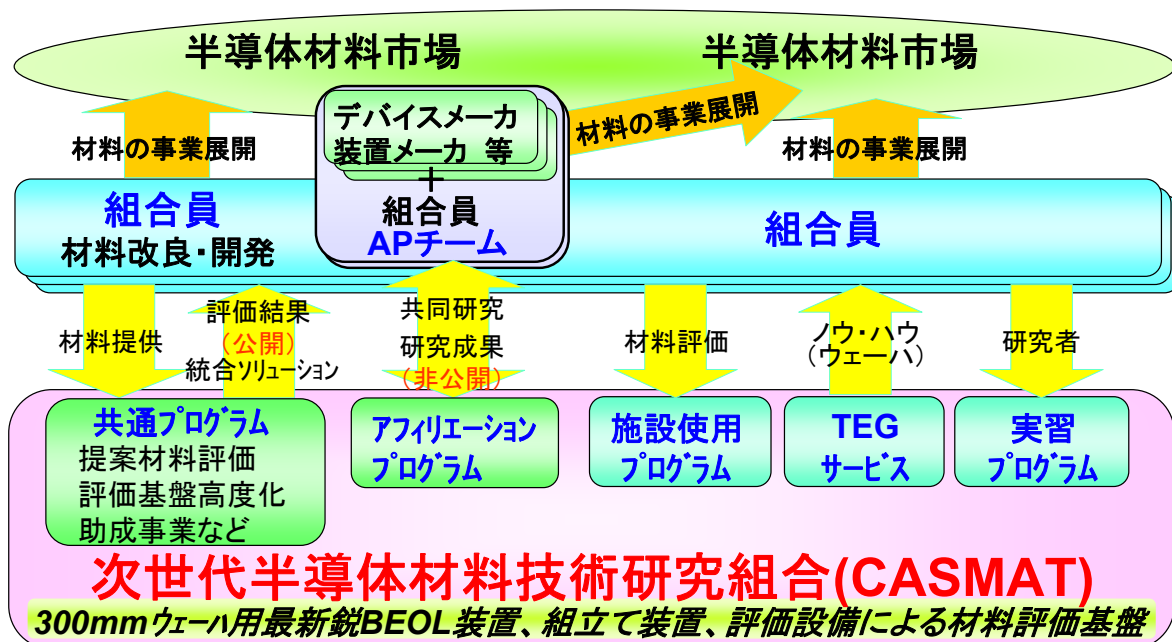 半導体材料市場
半導体材料市場
材料の事業展開
デバイスメーカ
装置メーカ 等
+
組合員
APチーム
材料の事業展開
材料の事業展開
組合員
材料改良・開発
組合員
材料提供
評価結果
(公開)
統合ソリューション
共同研究
研究成果
(非公開)
材料評価
ノウ・ハウ
(ウェーハ)
研究者
共通プログラム
提案材料評価
評価基盤高度化
助成事業など
アフィリエーション
プログラム
施設使用
プログラム
TEG
サービス
実習
プログラム
次世代半導体材料技術研究組合(CASMAT)
300mmウェーハ用最新鋭BEOL装置、組立て装置、評価設備による材料評価基盤